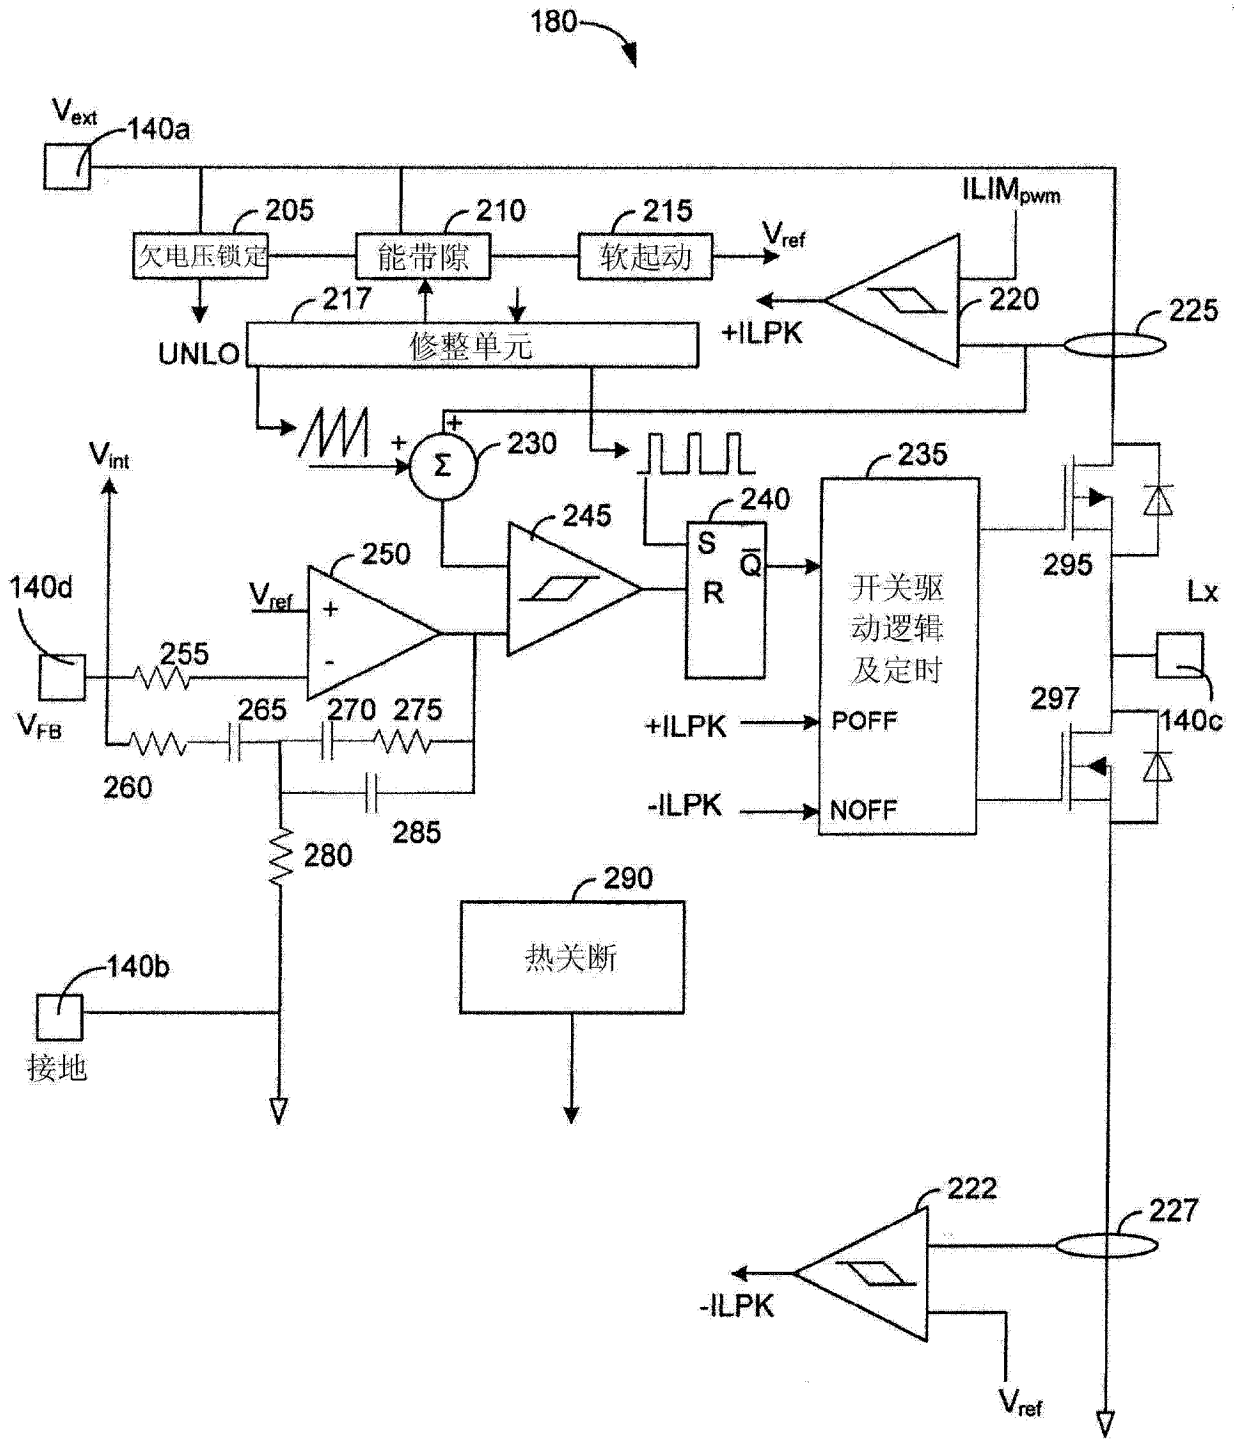 180
Vext
140a
205
210
215
ILIMpwm
Vref
欠电压锁定
能带隙
软起动
217
220
225
+ILPK
UNLO
修整单元
+
+
Σ
230
235
Vint
245
240
250
S
Q̅
R
295
Lx
140d
Vref
+
-
开关驱
动逻辑
及定时
255
265
270
275
VFB
297
140c
+ILPK
POFF
260
-ILPK
NOFF
285
280
290
热关断
140b
接地
222
227
-ILPK
Vref